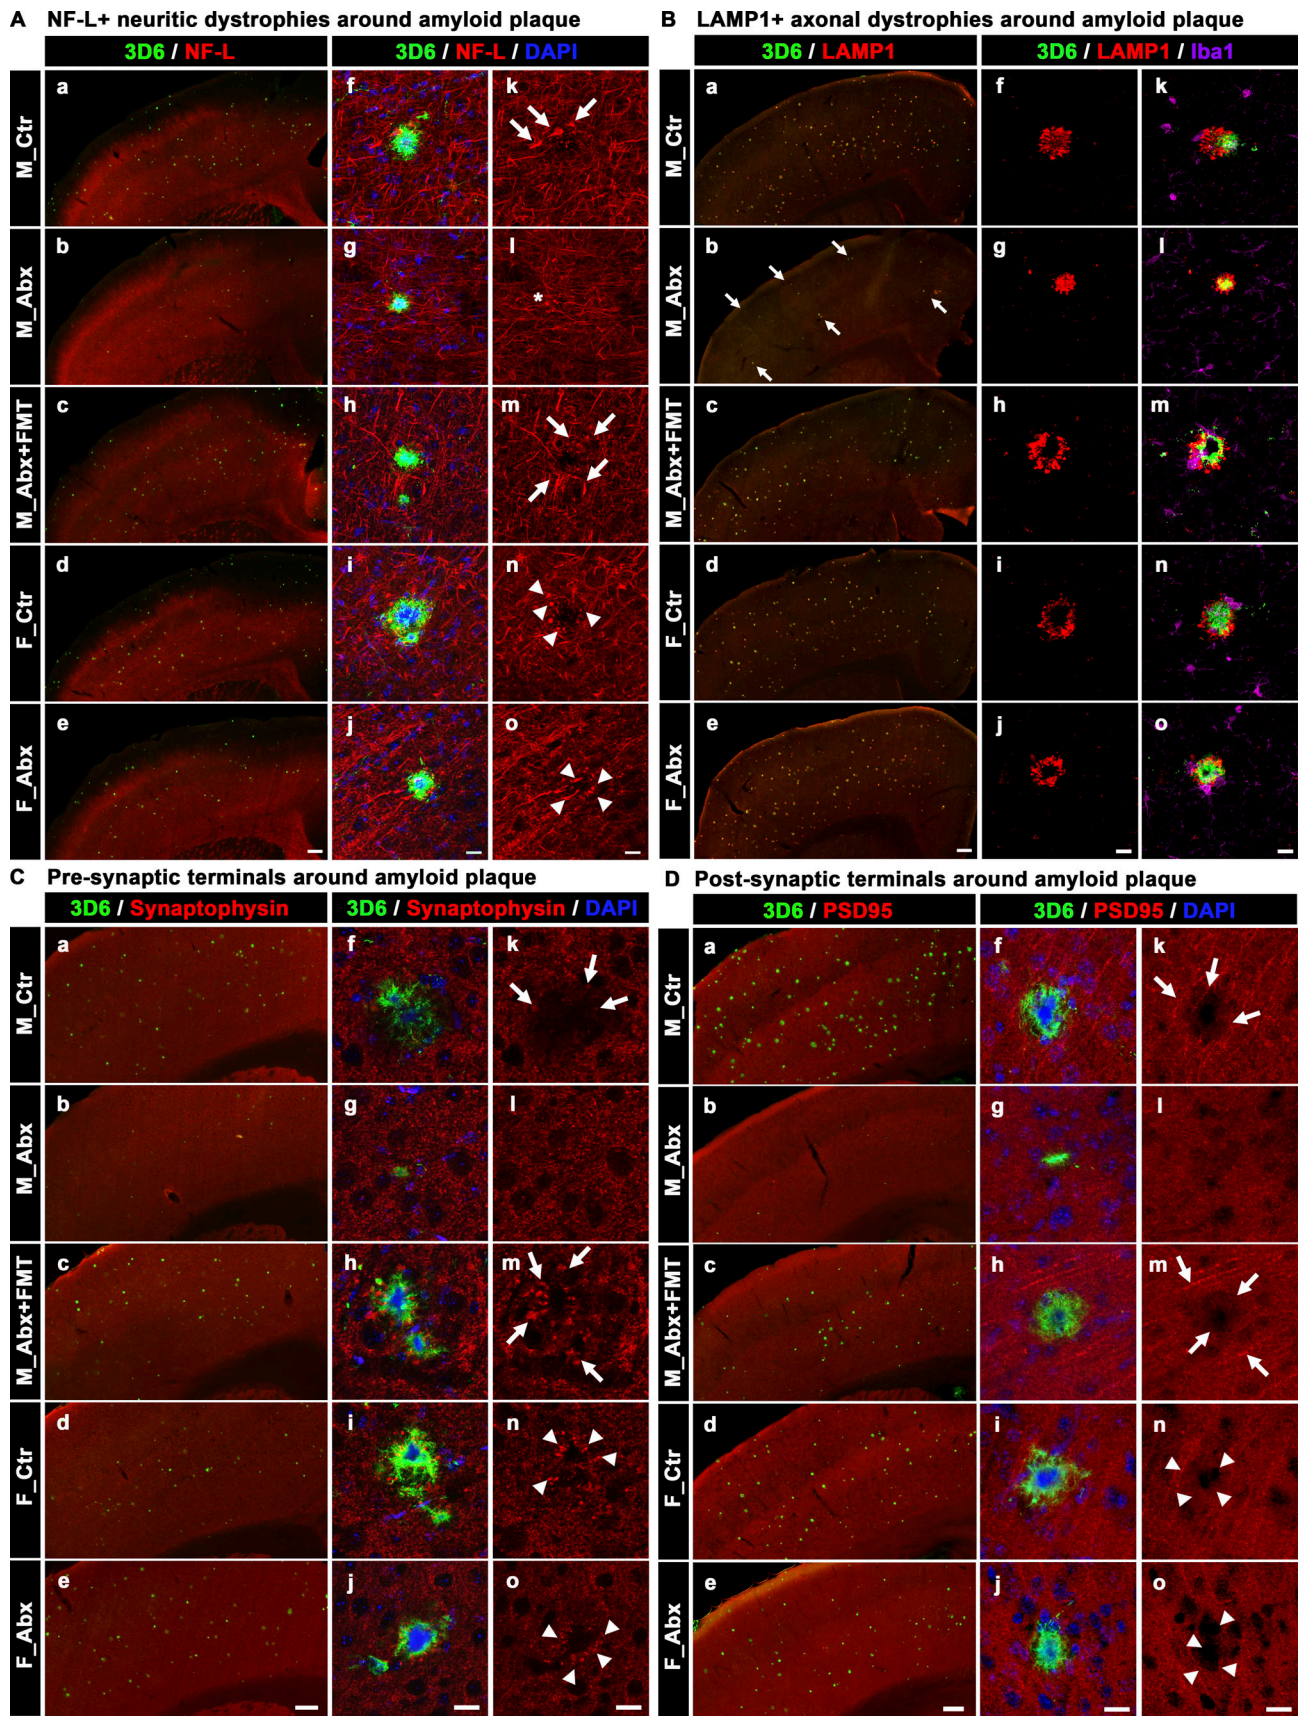 A NF-L+ neuritic dystrophies around amyloid plaque
3D6 / NF-L
3D6 / NF-L / DAPI
M_Ctr
a
f
k
M_Abx
b
g
l
*
M_Abx+FMT
c
h
m
F_Ctr
d
i
n
F_Abx
e
j
o
B LAMP1+ axonal dystrophies around amyloid plaque
3D6 / LAMP1
3D6 / LAMP1 / Iba1
M_Ctr
a
f
k
M_Abx
b
g
l
M_Abx+FMT
c
h
m
F_Ctr
d
i
n
F_Abx
e
j
o
C Pre-synaptic terminals around amyloid plaque
3D6 / Synaptophysin
3D6 / Synaptophysin / DAPI
M_Ctr
a
f
k
M_Abx
b
g
l
M_Abx+FMT
c
h
m
F_Ctr
d
i
n
F_Abx
e
j
o
D Post-synaptic terminals around amyloid plaque
3D6 / PSD95
3D6 / PSD95 / DAPI
M_Ctr
a
f
k
M_Abx
b
g
l
M_Abx+FMT
c
h
m
F_Ctr
d
i
n
F_Abx
e
j
o